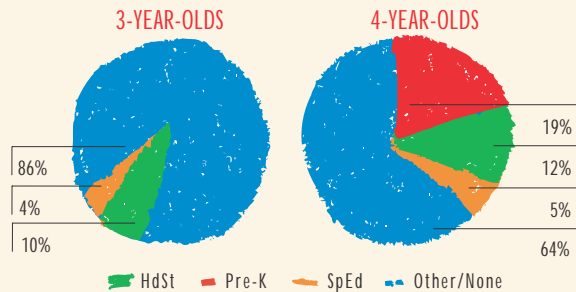 3-YEAR-OLDS
86%
4%
10%
4-YEAR-OLDS
19%
12%
5%
64%
HdSt Pre-K SpEd Other/None